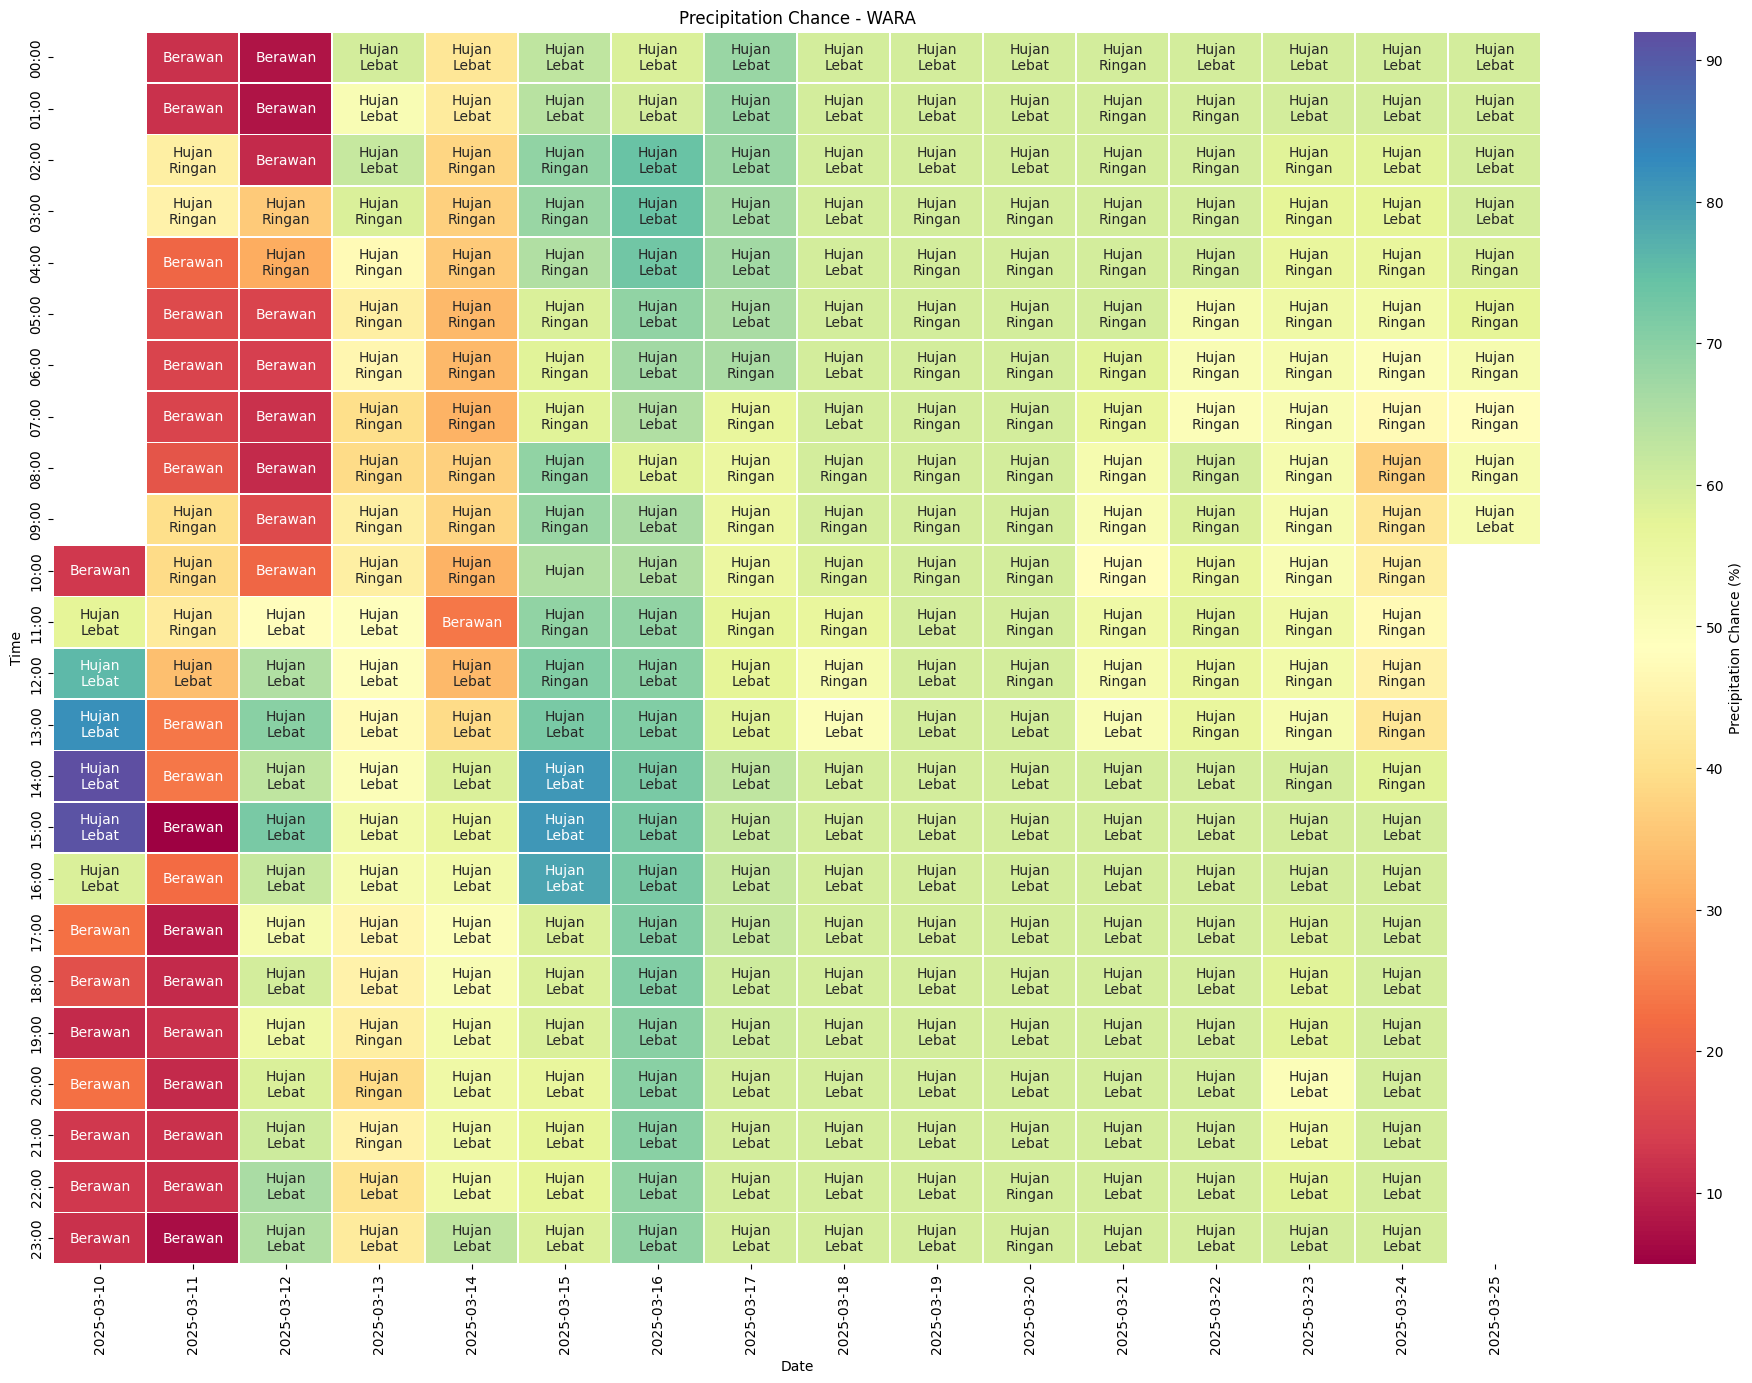 Precipitation Chance - WARA
00:00 Berawan Berawan Hujan Lebat Hujan Lebat Hujan Lebat Hujan Lebat Hujan Lebat Hujan Lebat Hujan Lebat Hujan Lebat Hujan Ringan Hujan Lebat Hujan Lebat Hujan Lebat Hujan Lebat
01:00 Berawan Berawan Hujan Lebat Hujan Lebat Hujan Lebat Hujan Lebat Hujan Lebat Hujan Lebat Hujan Lebat Hujan Lebat Hujan Ringan Hujan Ringan Hujan Lebat Hujan Lebat Hujan Lebat
02:00 Hujan Ringan Berawan Hujan Lebat Hujan Ringan Hujan Ringan Hujan Lebat Hujan Lebat Hujan Lebat Hujan Lebat Hujan Lebat Hujan Ringan Hujan Ringan Hujan Ringan Hujan Lebat Hujan Lebat
03:00 Hujan Ringan Hujan Ringan Hujan Ringan Hujan Ringan Hujan Ringan Hujan Lebat Hujan Lebat Hujan Lebat Hujan Ringan Hujan Ringan Hujan Ringan Hujan Ringan Hujan Ringan Hujan Lebat Hujan Lebat
04:00 Berawan Hujan Ringan Hujan Ringan Hujan Ringan Hujan Ringan Hujan Lebat Hujan Lebat Hujan Lebat Hujan Ringan Hujan Ringan Hujan Ringan Hujan Ringan Hujan Ringan Hujan Ringan Hujan Ringan
05:00 Berawan Berawan Hujan Ringan Hujan Ringan Hujan Ringan Hujan Lebat Hujan Lebat Hujan Lebat Hujan Ringan Hujan Ringan Hujan Ringan Hujan Ringan Hujan Ringan Hujan Ringan Hujan Ringan
06:00 Berawan Berawan Hujan Ringan Hujan Ringan Hujan Ringan Hujan Lebat Hujan Ringan Hujan Lebat Hujan Ringan Hujan Ringan Hujan Ringan Hujan Ringan Hujan Ringan Hujan Ringan Hujan Ringan
07:00 Berawan Berawan Hujan Ringan Hujan Ringan Hujan Ringan Hujan Lebat Hujan Ringan Hujan Lebat Hujan Ringan Hujan Ringan Hujan Ringan Hujan Ringan Hujan Ringan Hujan Ringan Hujan Ringan
08:00 Berawan Berawan Hujan Ringan Hujan Ringan Hujan Ringan Hujan Lebat Hujan Ringan Hujan Ringan Hujan Ringan Hujan Ringan Hujan Ringan Hujan Ringan Hujan Ringan Hujan Ringan Hujan Ringan
09:00 Hujan Ringan Berawan Hujan Ringan Hujan Ringan Hujan Ringan Hujan Lebat Hujan Ringan Hujan Ringan Hujan Ringan Hujan Ringan Hujan Ringan Hujan Ringan Hujan Ringan Hujan Ringan Hujan Lebat
10:00 Berawan Hujan Ringan Berawan Hujan Ringan Hujan Ringan Hujan Hujan Lebat Hujan Ringan Hujan Ringan Hujan Ringan Hujan Ringan Hujan Ringan Hujan Ringan Hujan Ringan Hujan Ringan
11:00 Hujan Lebat Hujan Ringan Hujan Lebat Hujan Lebat Berawan Hujan Ringan Hujan Lebat Hujan Ringan Hujan Ringan Hujan Lebat Hujan Ringan Hujan Ringan Hujan Ringan Hujan Ringan Hujan Ringan
12:00 Hujan Lebat Hujan Lebat Hujan Lebat Hujan Lebat Hujan Lebat Hujan Ringan Hujan Lebat Hujan Lebat Hujan Ringan Hujan Lebat Hujan Ringan Hujan Ringan Hujan Ringan Hujan Ringan Hujan Ringan
13:00 Hujan Lebat Berawan Hujan Lebat Hujan Lebat Hujan Lebat Hujan Ringan Hujan Lebat Hujan Lebat Hujan Lebat Hujan Lebat Hujan Lebat Hujan Lebat Hujan Ringan Hujan Ringan Hujan Ringan
14:00 Hujan Lebat Berawan Hujan Lebat Hujan Lebat Hujan Lebat Hujan Lebat Hujan Lebat Hujan Lebat Hujan Lebat Hujan Lebat Hujan Lebat Hujan Lebat Hujan Lebat Hujan Ringan Hujan Ringan
15:00 Hujan Lebat Berawan Hujan Lebat Hujan Lebat Hujan Lebat Hujan Lebat Hujan Lebat Hujan Lebat Hujan Lebat Hujan Lebat Hujan Lebat Hujan Lebat Hujan Lebat Hujan Lebat Hujan Lebat
16:00 Hujan Lebat Berawan Hujan Lebat Hujan Lebat Hujan Lebat Hujan Lebat Hujan Lebat Hujan Lebat Hujan Lebat Hujan Lebat Hujan Lebat Hujan Lebat Hujan Lebat Hujan Lebat Hujan Lebat
17:00 Berawan Berawan Hujan Lebat Hujan Lebat Hujan Lebat Hujan Lebat Hujan Lebat Hujan Lebat Hujan Lebat Hujan Lebat Hujan Lebat Hujan Lebat Hujan Lebat Hujan Lebat Hujan Lebat
18:00 Berawan Berawan Hujan Lebat Hujan Lebat Hujan Lebat Hujan Lebat Hujan Lebat Hujan Lebat Hujan Lebat Hujan Lebat Hujan Lebat Hujan Lebat Hujan Lebat Hujan Lebat Hujan Lebat
19:00 Berawan Berawan Hujan Lebat Hujan Ringan Hujan Lebat Hujan Lebat Hujan Lebat Hujan Lebat Hujan Lebat Hujan Lebat Hujan Lebat Hujan Lebat Hujan Lebat Hujan Lebat Hujan Lebat
20:00 Berawan Berawan Hujan Lebat Hujan Ringan Hujan Lebat Hujan Lebat Hujan Lebat Hujan Lebat Hujan Lebat Hujan Lebat Hujan Lebat Hujan Lebat Hujan Lebat Hujan Lebat Hujan Lebat
21:00 Berawan Berawan Hujan Lebat Hujan Ringan Hujan Lebat Hujan Lebat Hujan Lebat Hujan Lebat Hujan Lebat Hujan Lebat Hujan Lebat Hujan Lebat Hujan Lebat Hujan Lebat Hujan Lebat
22:00 Berawan Berawan Hujan Lebat Hujan Lebat Hujan Lebat Hujan Lebat Hujan Lebat Hujan Lebat Hujan Lebat Hujan Lebat Hujan Ringan Hujan Lebat Hujan Lebat Hujan Lebat Hujan Lebat
23:00 Berawan Berawan Hujan Lebat Hujan Lebat Hujan Lebat Hujan Lebat Hujan Lebat Hujan Lebat Hujan Lebat Hujan Lebat Hujan Ringan Hujan Lebat Hujan Lebat Hujan Lebat Hujan Lebat
Time
2025-03-10 2025-03-11 2025-03-12 2025-03-13 2025-03-14 2025-03-15 2025-03-16 2025-03-17 2025-03-18 2025-03-19 2025-03-20 2025-03-21 2025-03-22 2025-03-23 2025-03-24 2025-03-25
Date
90
80
70
60
50
40
30
20
10
Precipitation Chance (%)